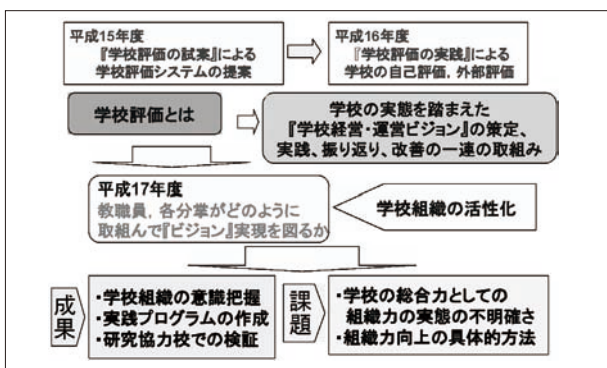 平成15年度
『学校評価の試案』による
学校評価システムの提案
平成16年度
『学校評価の実践』による
学校の自己評価，外部評価
学校評価とは
学校の実態を踏まえた
『学校経営・運営ビジョン』の策定、
実践、振り返り、改善の一連の取組み
平成17年度
教職員，各分掌がどのように
取組んで『ビジョン』実現を図るか
学校組織の活性化
成果
・学校組織の意識把握
・実践プログラムの作成
・研究協力校での検証
課題
・学校の総合力としての
組織力の実態の不明確さ
・組織力向上の具体的方法